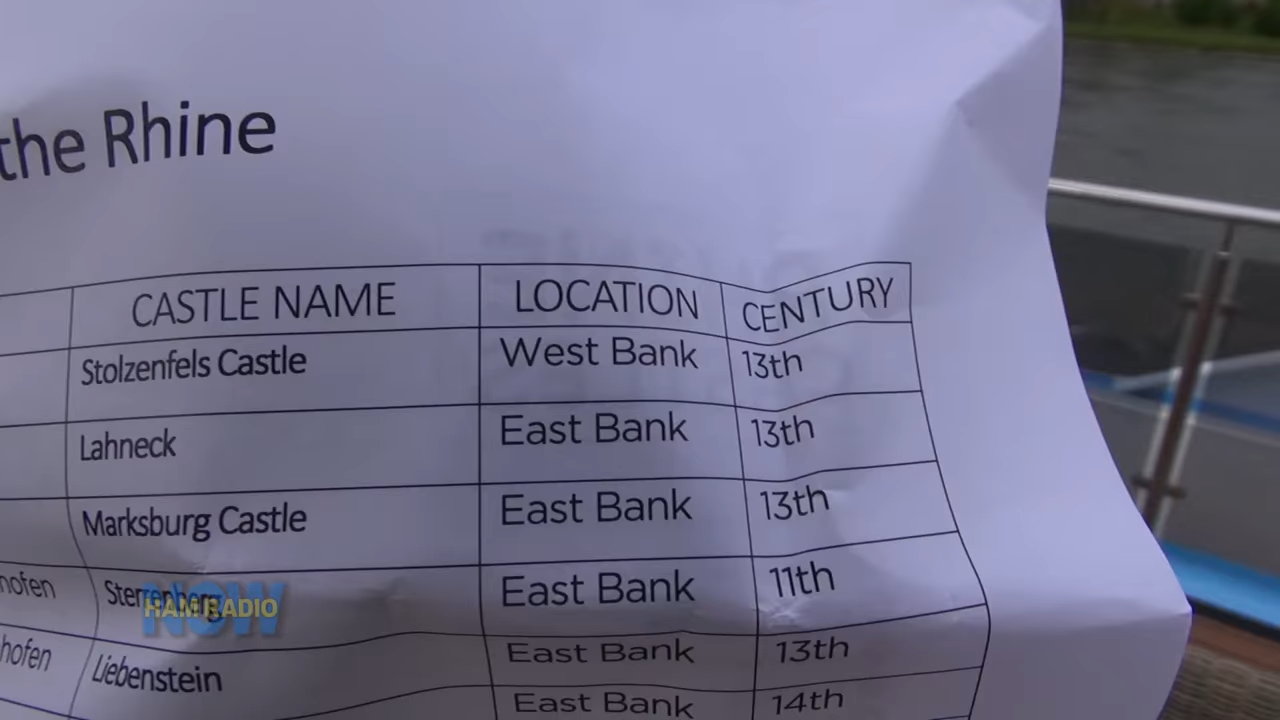 the Rhine
CASTLE NAME LOCATION CENTURY
Stolzenfels Castle West Bank 13th
Lahneck East Bank 13th
Marksburg Castle East Bank 13th
hofen Sterrenberg East Bank 11th
hofen Liebenstein East Bank 13th
East Bank 14th
NOW
HAM RADIO